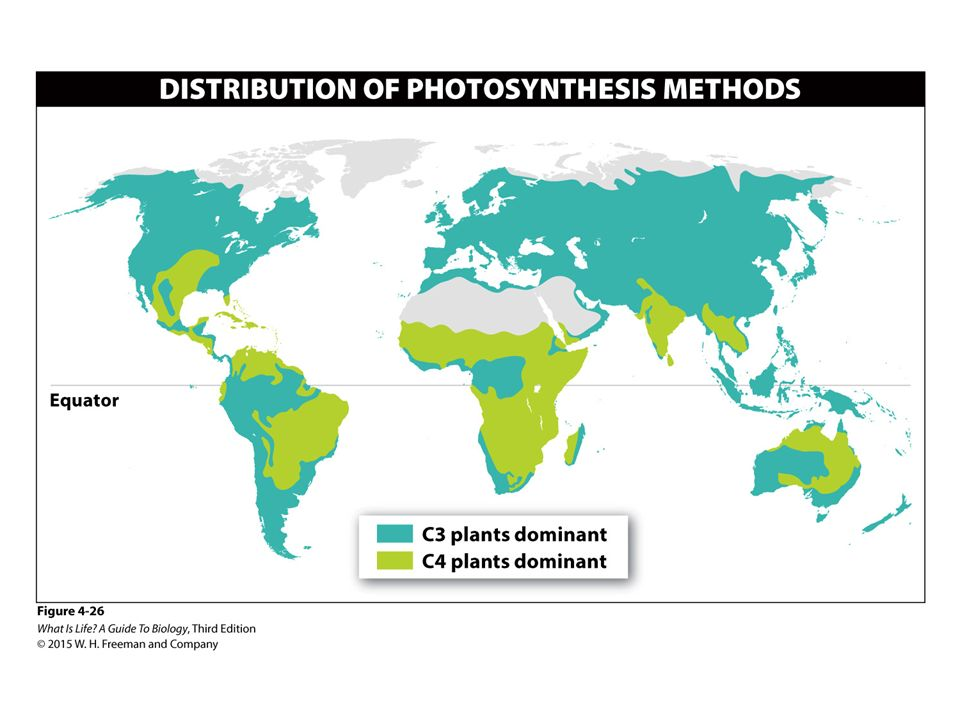 DISTRIBUTION OF PHOTOSYNTHESIS METHODS
Equator
C3 plants dominant
C4 plants dominant
Figure 4-26
What Is Life? A Guide To Biology, Third Edition
© 2015 W. H. Freeman and Company